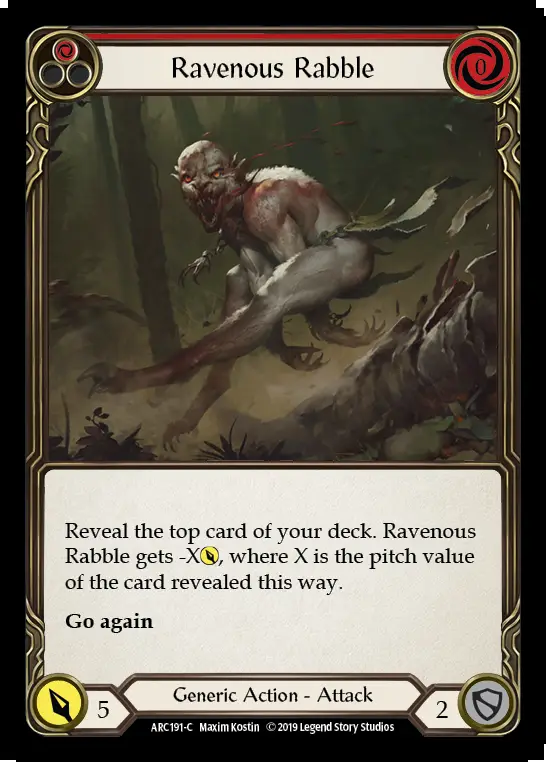 0
Ravenous Rabble
Reveal the top card of your deck. Ravenous
Rabble gets -X, where X is the pitch value
of the card revealed this way.
Go again
5
Generic Action - Attack
2
ARC191-C Maxim Kostin © 2019 Legend Story Studios